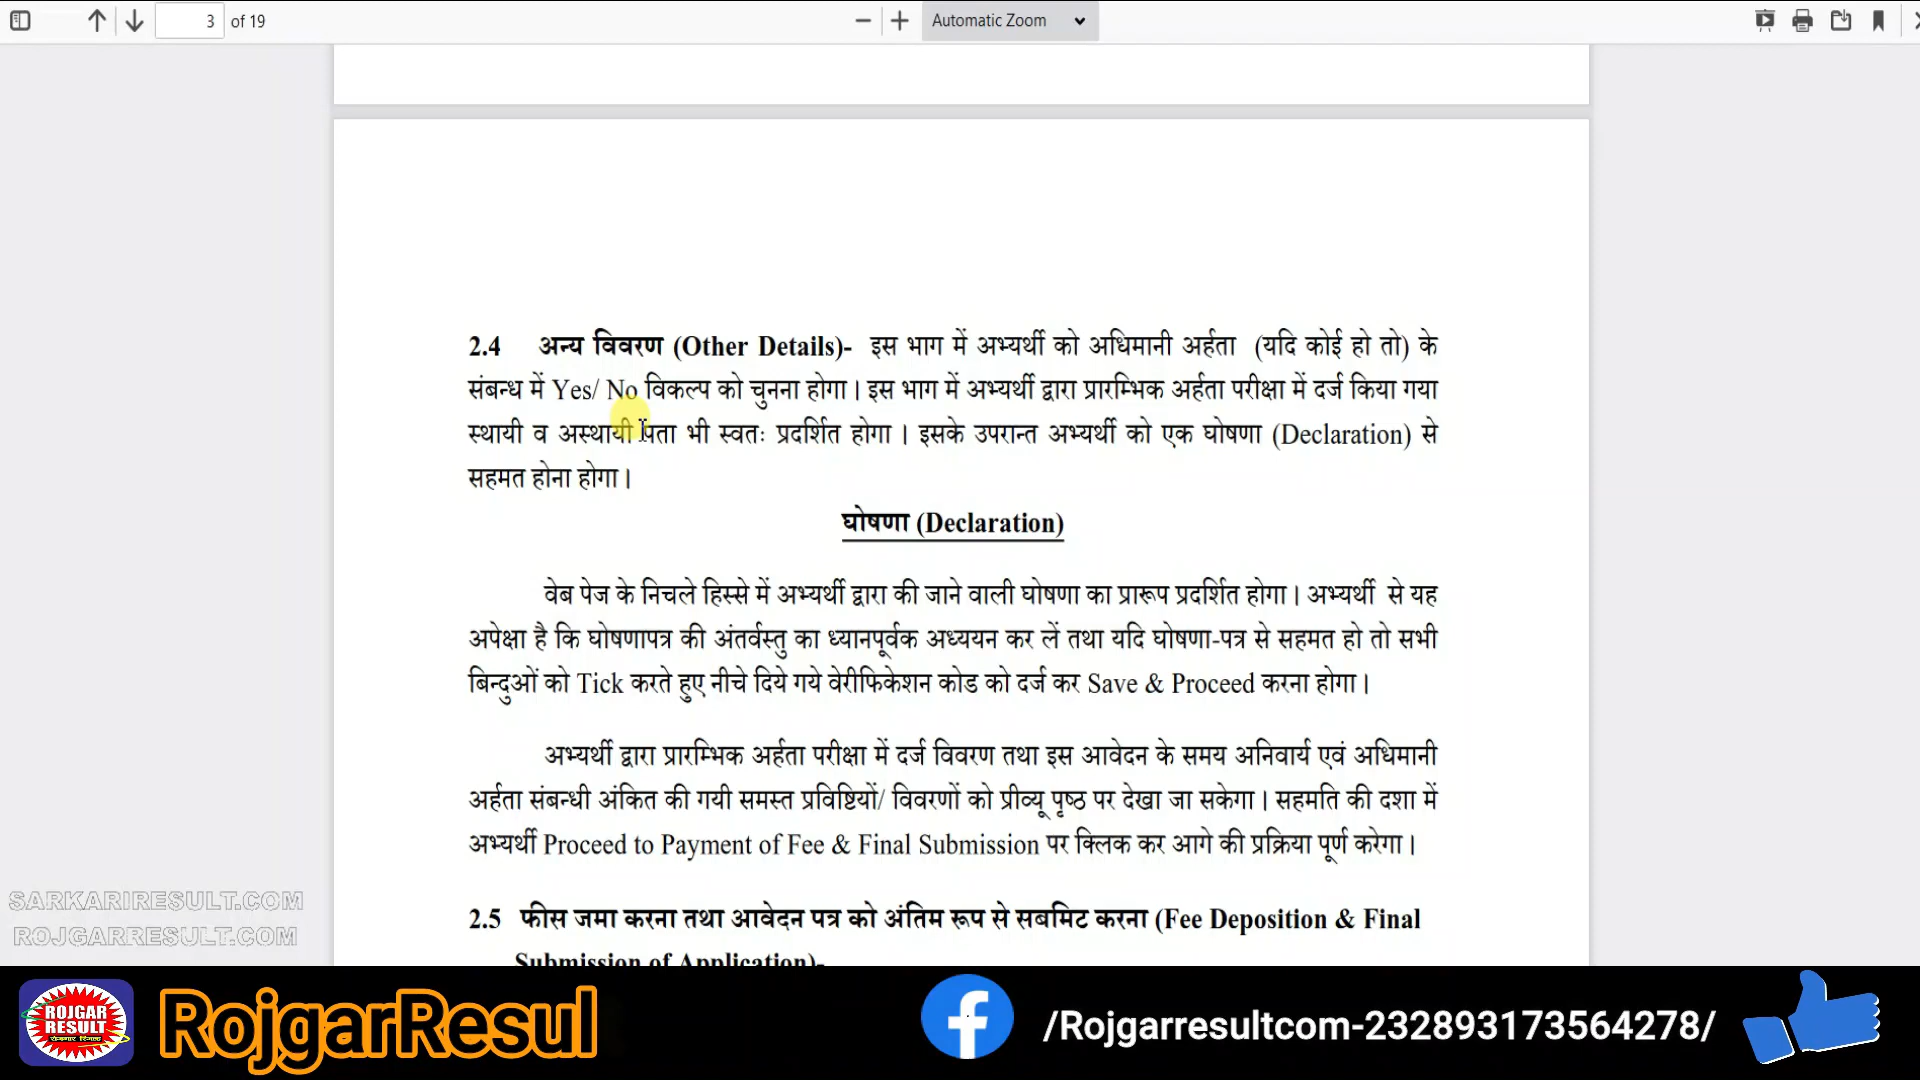 3 of 19
Automatic Zoom
2.4 अन्य विवरण (Other Details)- इस भाग में अभ्यर्थी को अधिमानी अर्हता (यदि कोई हो तो) के
संबन्ध में Yes/ No विकल्प को चुनना होगा। इस भाग में अभ्यर्थी द्वारा प्रारम्भिक अर्हता परीक्षा में दर्ज किया गया
स्थायी व अस्थायी पता भी स्वतः प्रदर्शित होगा। इसके उपरान्त अभ्यर्थी को एक घोषणा (Declaration) से
सहमत होना होगा।
घोषणा (Declaration)
वेब पेज के निचले हिस्से में अभ्यर्थी द्वारा की जाने वाली घोषणा का प्रारूप प्रदर्शित होगा। अभ्यर्थी से यह
अपेक्षा है कि घोषणापत्र की अंतर्वस्तु का ध्यानपूर्वक अध्ययन कर लें तथा यदि घोषणा-पत्र से सहमत हो तो सभी
बिन्दुओं को Tick करते हुए नीचे दिये गये वेरीफिकेशन कोड को दर्ज कर Save & Proceed करना होगा।
अभ्यर्थी द्वारा प्रारम्भिक अर्हता परीक्षा में दर्ज विवरण तथा इस आवेदन के समय अनिवार्य एवं अधिमानी
अर्हता संबन्धी अंकित की गयी समस्त प्रविष्टियों/ विवरणों को प्रीव्यू पृष्ठ पर देखा जा सकेगा। सहमति की दशा में
अभ्यर्थी Proceed to Payment of Fee & Final Submission पर क्लिक कर आगे की प्रक्रिया पूर्ण करेगा।
2.5 फीस जमा करना तथा आवेदन पत्र को अंतिम रूप से सबमिट करना (Fee Deposition & Final
Submission of Application)-
SARKARIRESULT.COM
ROJGARRESULT.COM
ROJGAR
RESULT
रोजगार रिजल्ट
RojgarResul
/Rojgarresultcom-232893173564278/